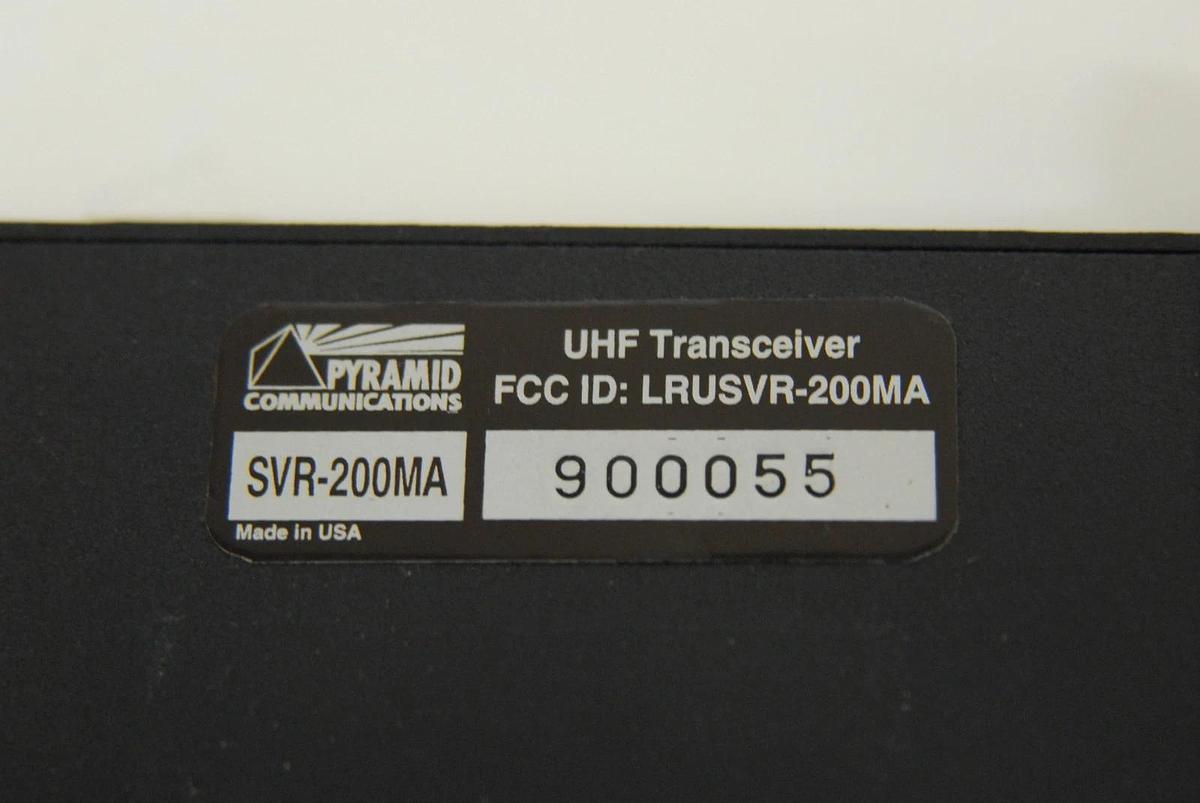 PYRAMID
COMMUNICATIONS
UHF Transceiver
FCC ID: LRUSVR-200MA
SVR-200MA
900055
Made in USA